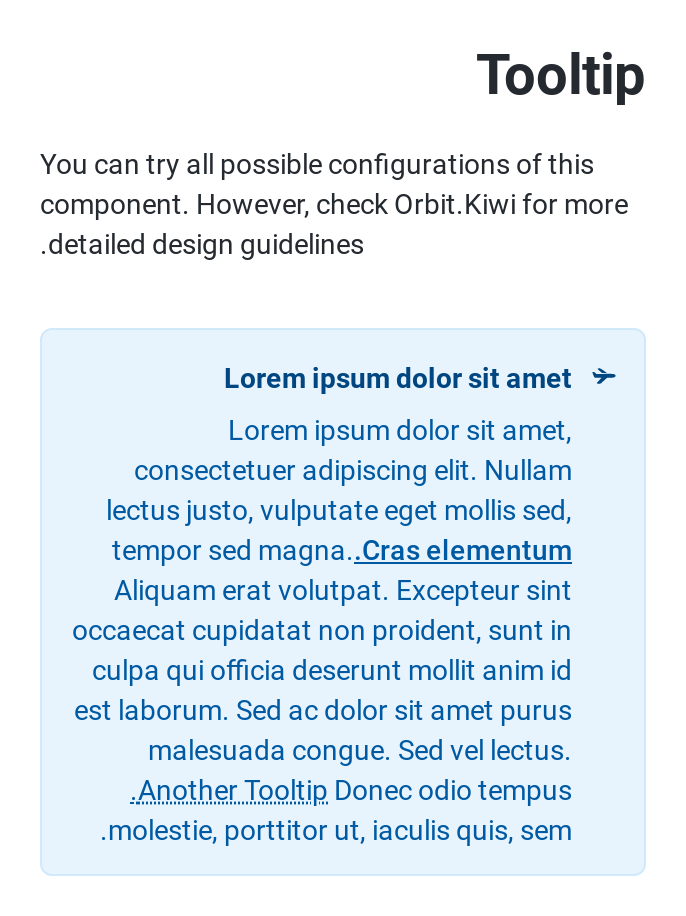 Tooltip
You can try all possible configurations of this
component. However, check Orbit.Kiwi for more
.detailed design guidelines
Lorem ipsum dolor sit amet
Lorem ipsum dolor sit amet,
consectetuer adipiscing elit. Nullam
lectus justo, vulputate eget mollis sed,
tempor sed magna..Cras elementum
Aliquam erat volutpat. Excepteur sint
occaecat cupidatat non proident, sunt in
culpa qui officia deserunt mollit anim id
est laborum. Sed ac dolor sit amet purus
malesuada congue. Sed vel lectus.
.Another Tooltip Donec odio tempus
.molestie, porttitor ut, iaculis quis, sem